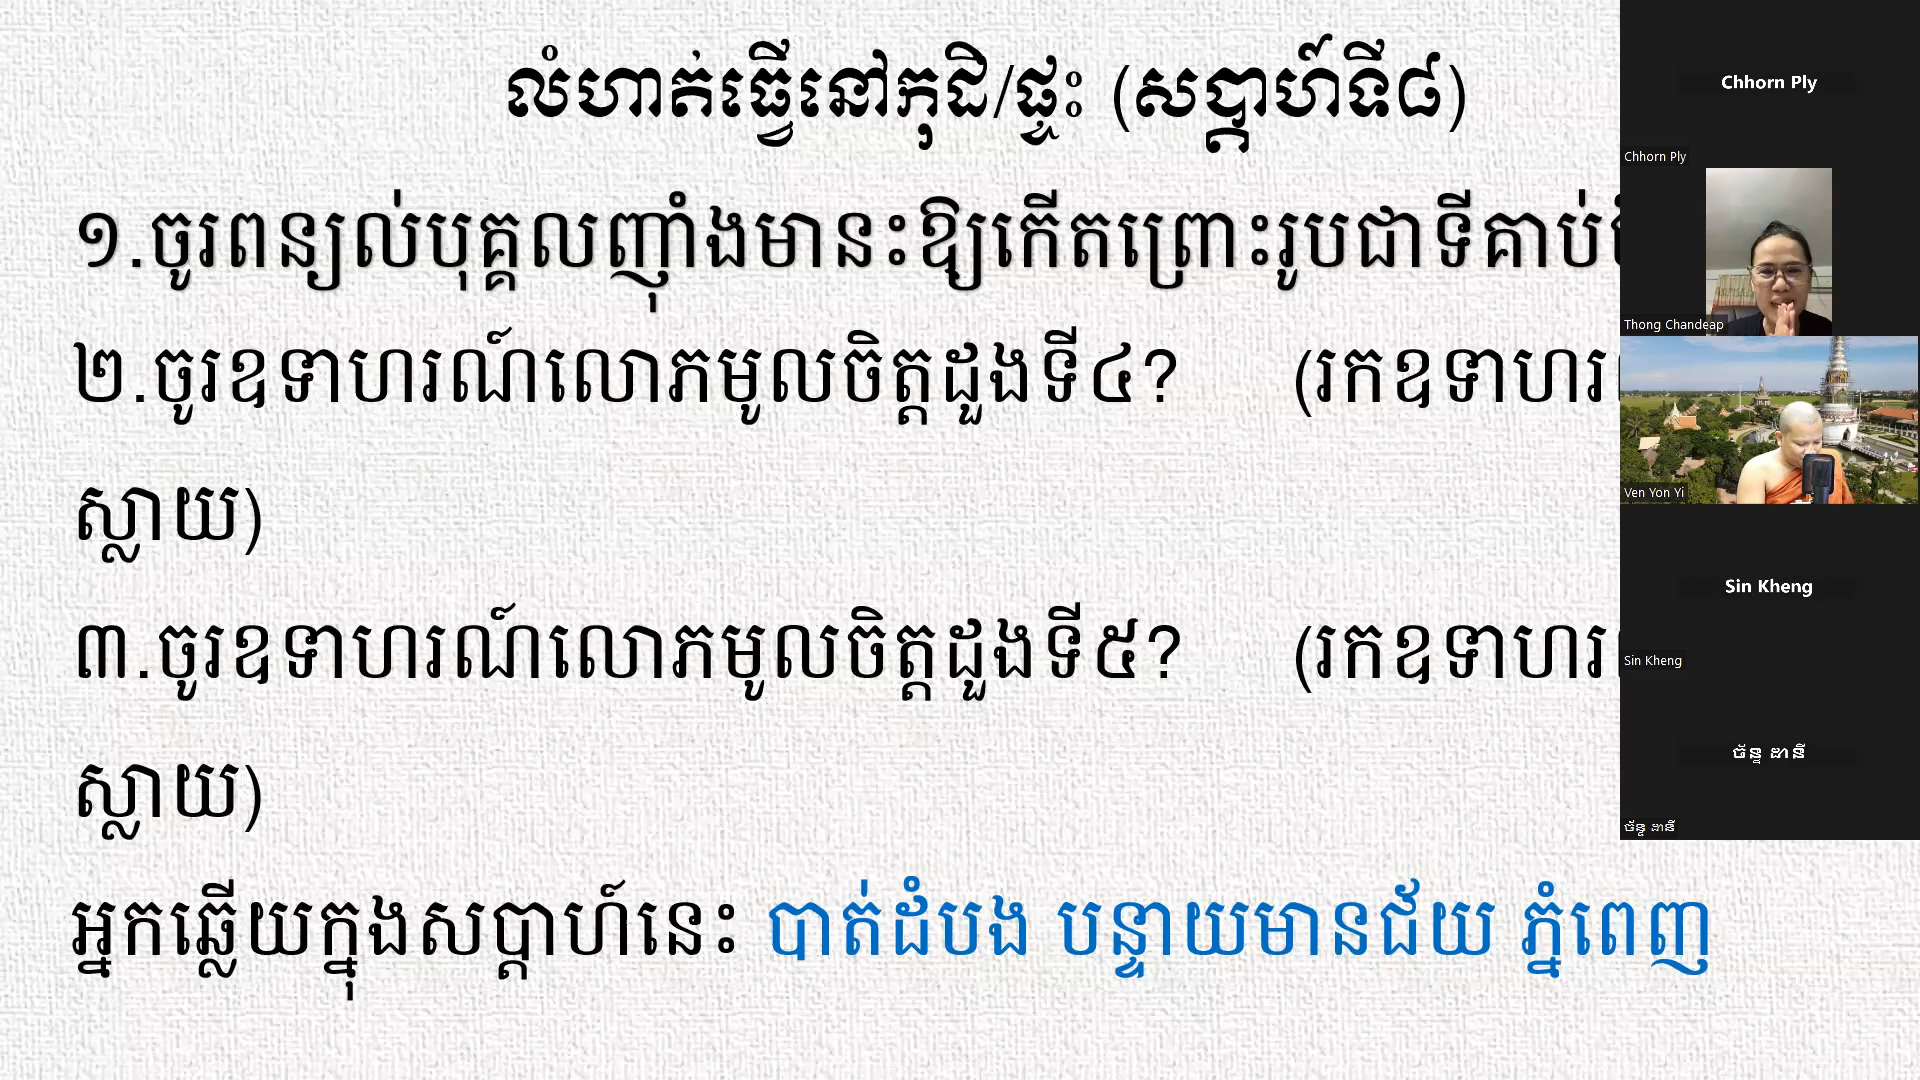 លំហាត់ធ្វើនៅកុដិ/ផ្ទះ (សប្តាហ៍ទី៨)
១.ចូរពន្យល់បុគ្គលញ៉ាំងមានះឱ្យកើតព្រោះរូបជាទីគាប់
២.ចូរឧទាហរណ៍លោភមូលចិត្តដួងទី៤? (រកឧទាហរ
ស្លាយ)
៣.ចូរឧទាហរណ៍លោភមូលចិត្តដួងទី៥? (រកឧទាហរ
ស្លាយ)
អ្នកឆ្លើយក្នុងសប្តាហ៍នេះ បាត់ដំបង បន្ទាយមានជ័យ ភ្នំពេញ
Chhorn Ply
Chhorn Ply
Thong Chandeap
Ven Yon Yi
Sin Kheng
Sin Kheng
ច័ន្ទ ដានី
ច័ន្ទ ដានី